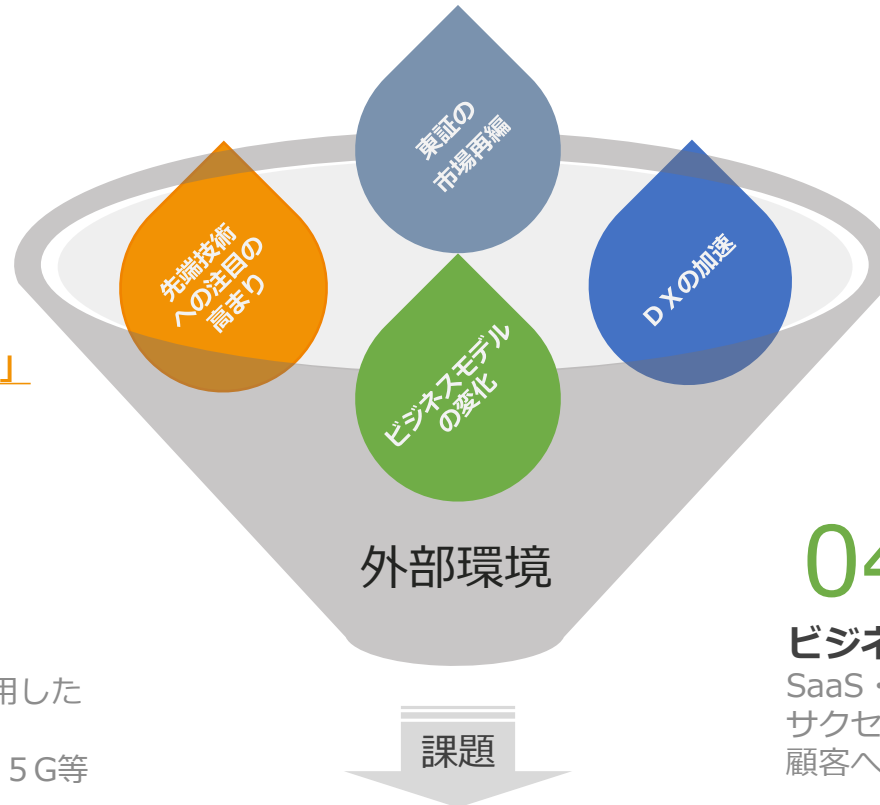 東証の
市場再編
先端技術
への注目の
高まり
ＤＸの加速
ビジネスモデル
の変化
」
外部環境
04
ビジネ
SaaS・
サクセ
顧客へ
用した
５G等
課題